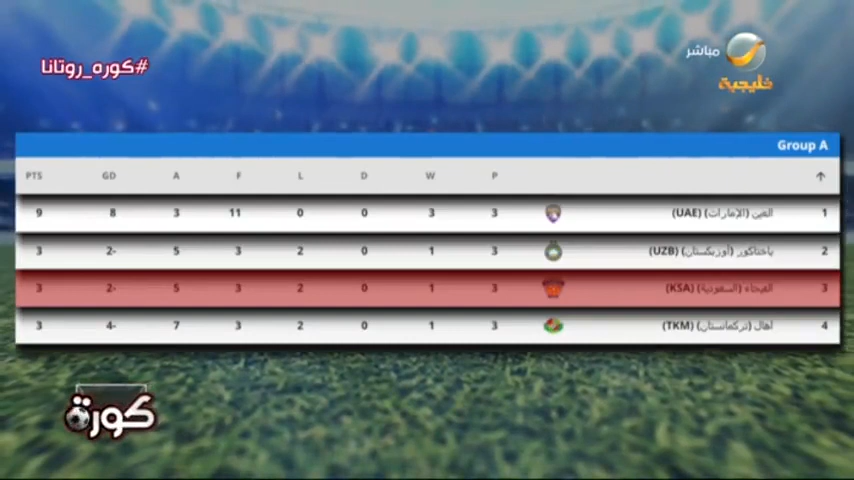 #كوره_روتانا
مباشر
خليجية
Group A
↑ P W D L F A GD PTS
1 العين (الإمارات) (UAE) 3 3 0 0 11 3 8 9
2 باختاكور (أوزبكستان) (UZB) 3 1 0 2 3 5 2- 3
3 الفيحاء (السعودية) (KSA) 3 1 0 2 3 5 2- 3
4 أهال (تركمانستان) (TKM) 3 1 0 2 3 7 4- 3
كورة